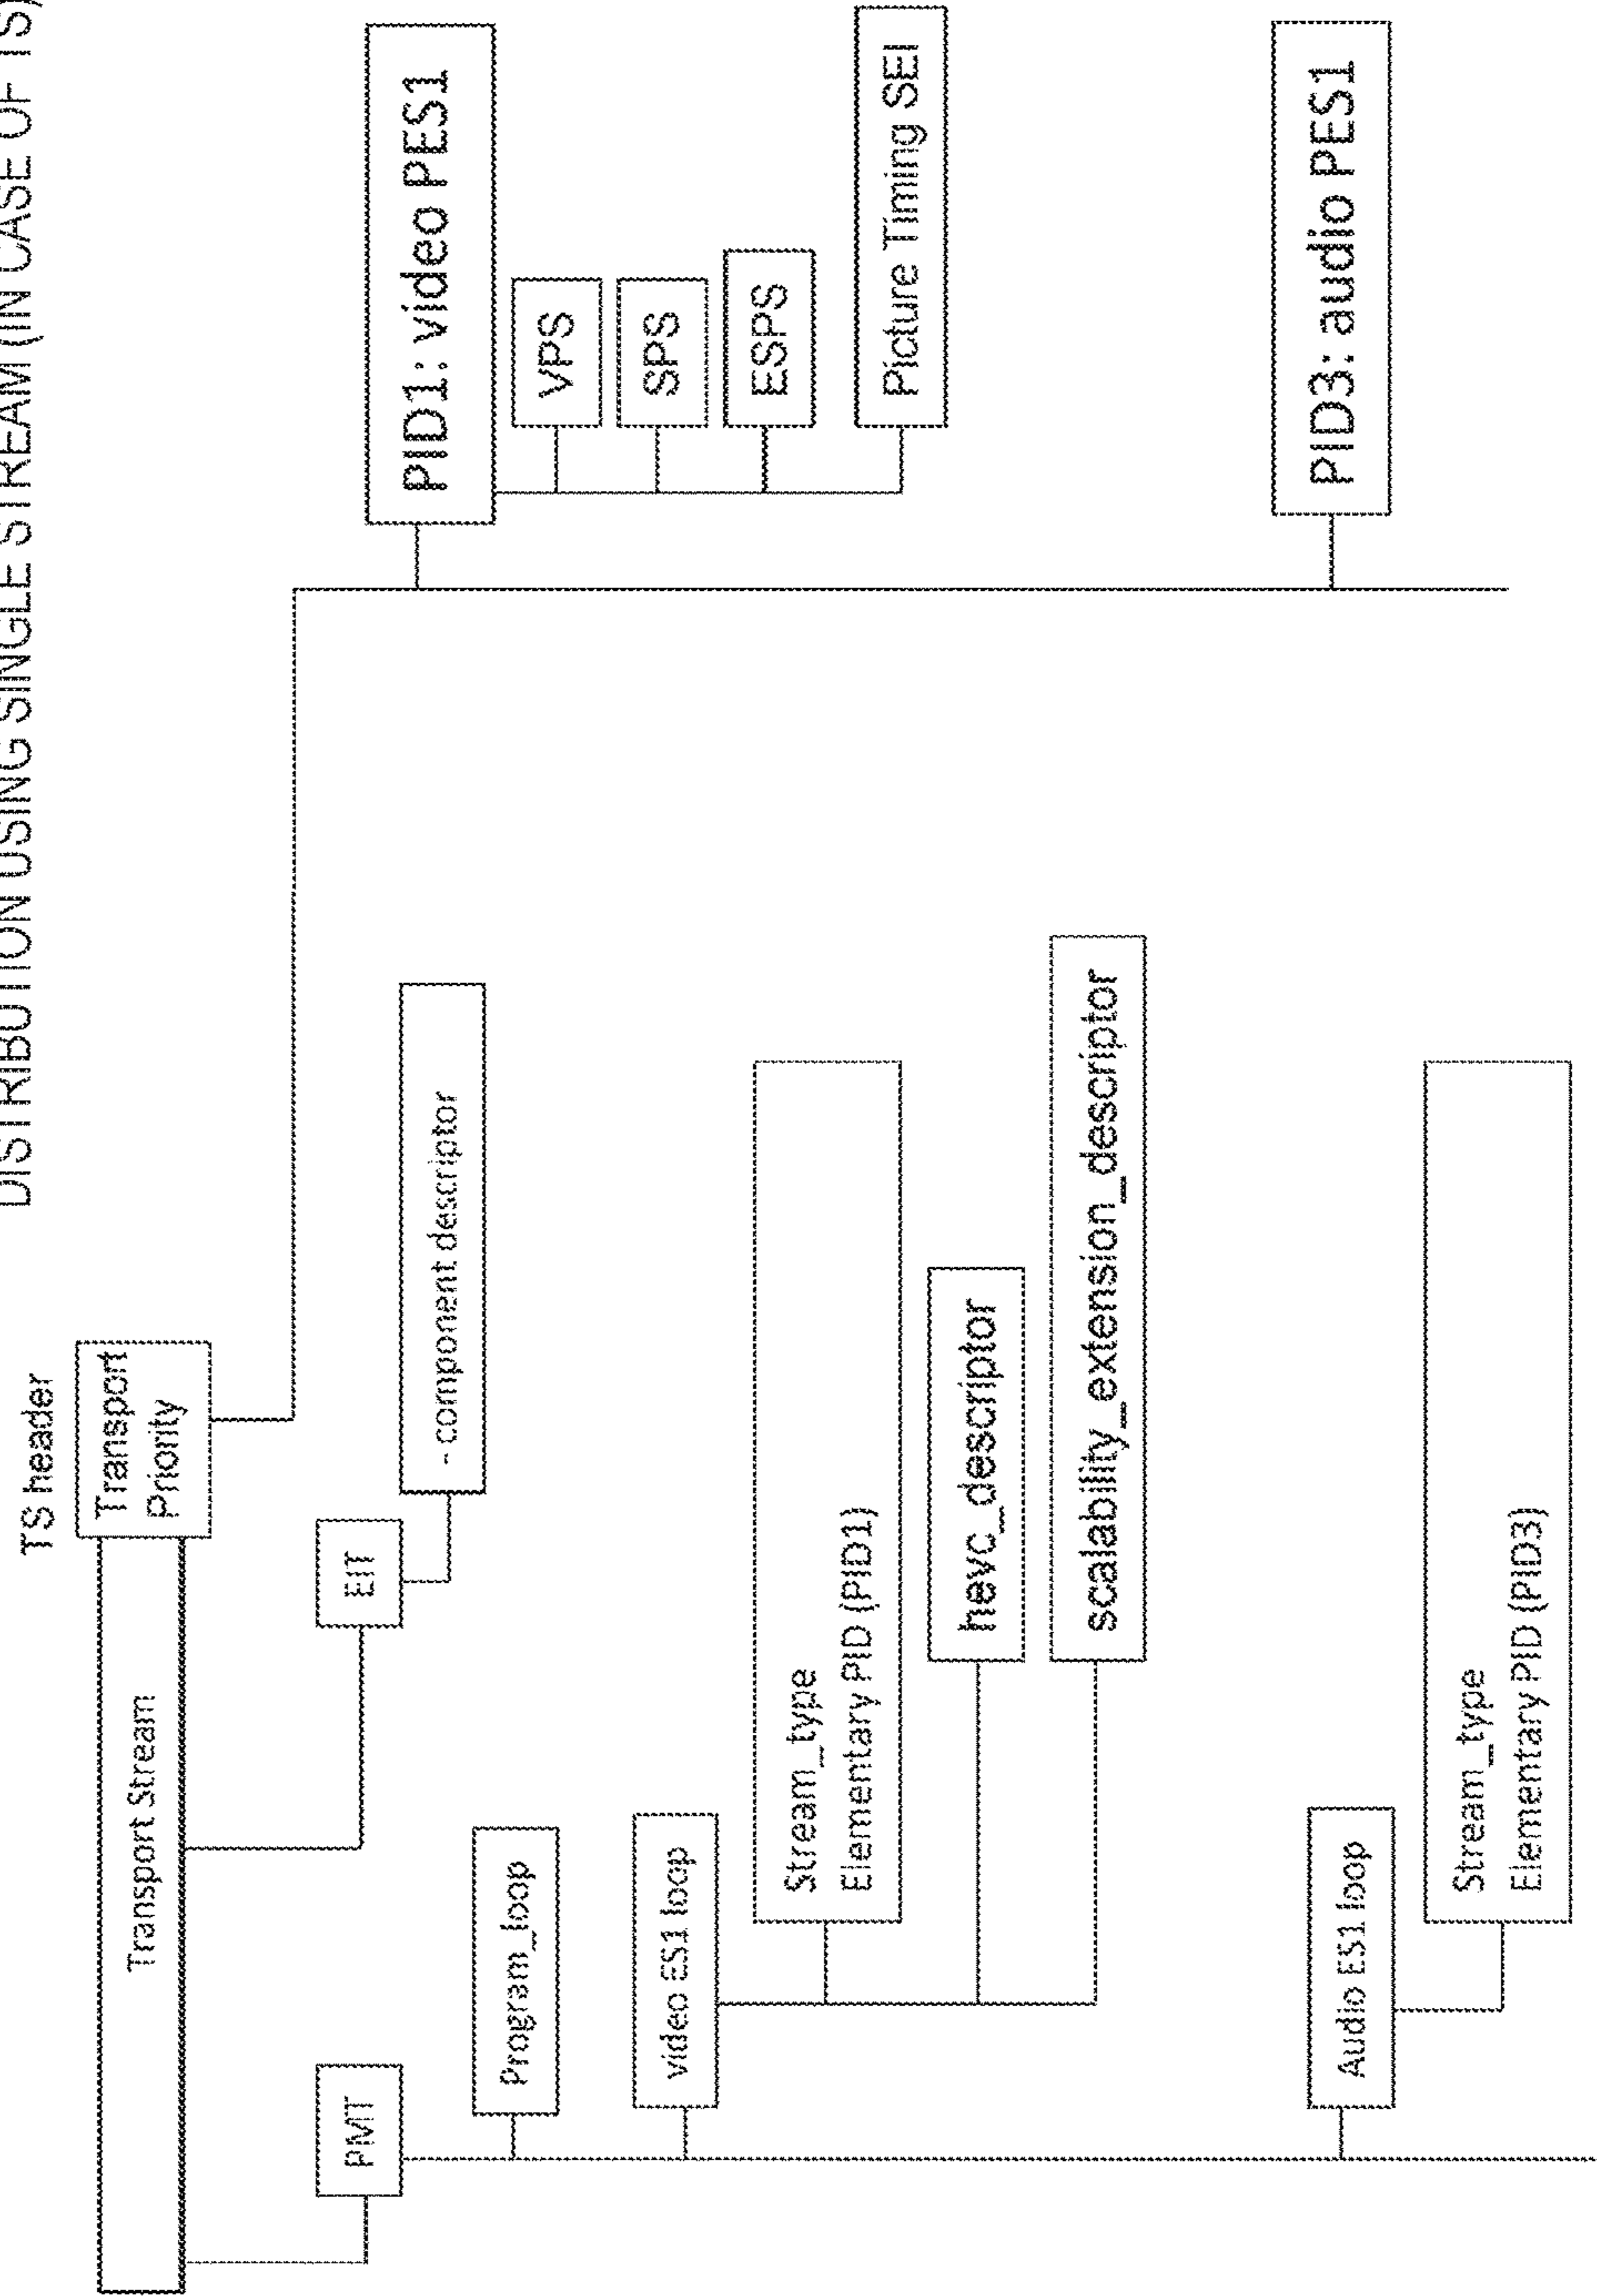 DISTRIBUTION USING SINGLE STREAM (IN CASE OF TS)
TS header
Transport Stream
Transport
Priority
PMT
EIT
- component descriptor
Program_loop
video ES1 loop
Stream_type
Elementary PID (PID1)
hevc_descriptor
scalability_extension_descriptor
Audio ES1 loop
Stream_type
Elementary PID (PID3)
PID1: video PES1
VPS
SPS
ESPS
Picture Timing SEI
PID3: audio PES1